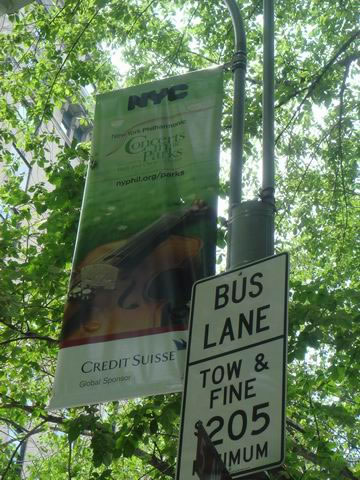 NYC
New York Philharmonic
Concerts
in the
Parks
nyphil.org/parks
CREDIT SUISSE
Global Sponsor
BUS
LANE
TOW &
FINE
$205